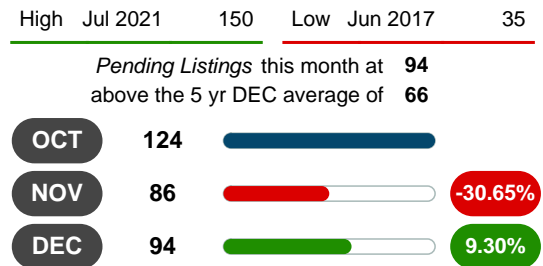 High Jul 2021 150 Low Jun 2017 35
Pending Listings this month at 94
above the 5 yr DEC average of 66
OCT 124
NOV 86 -30.65%
DEC 94 9.30%